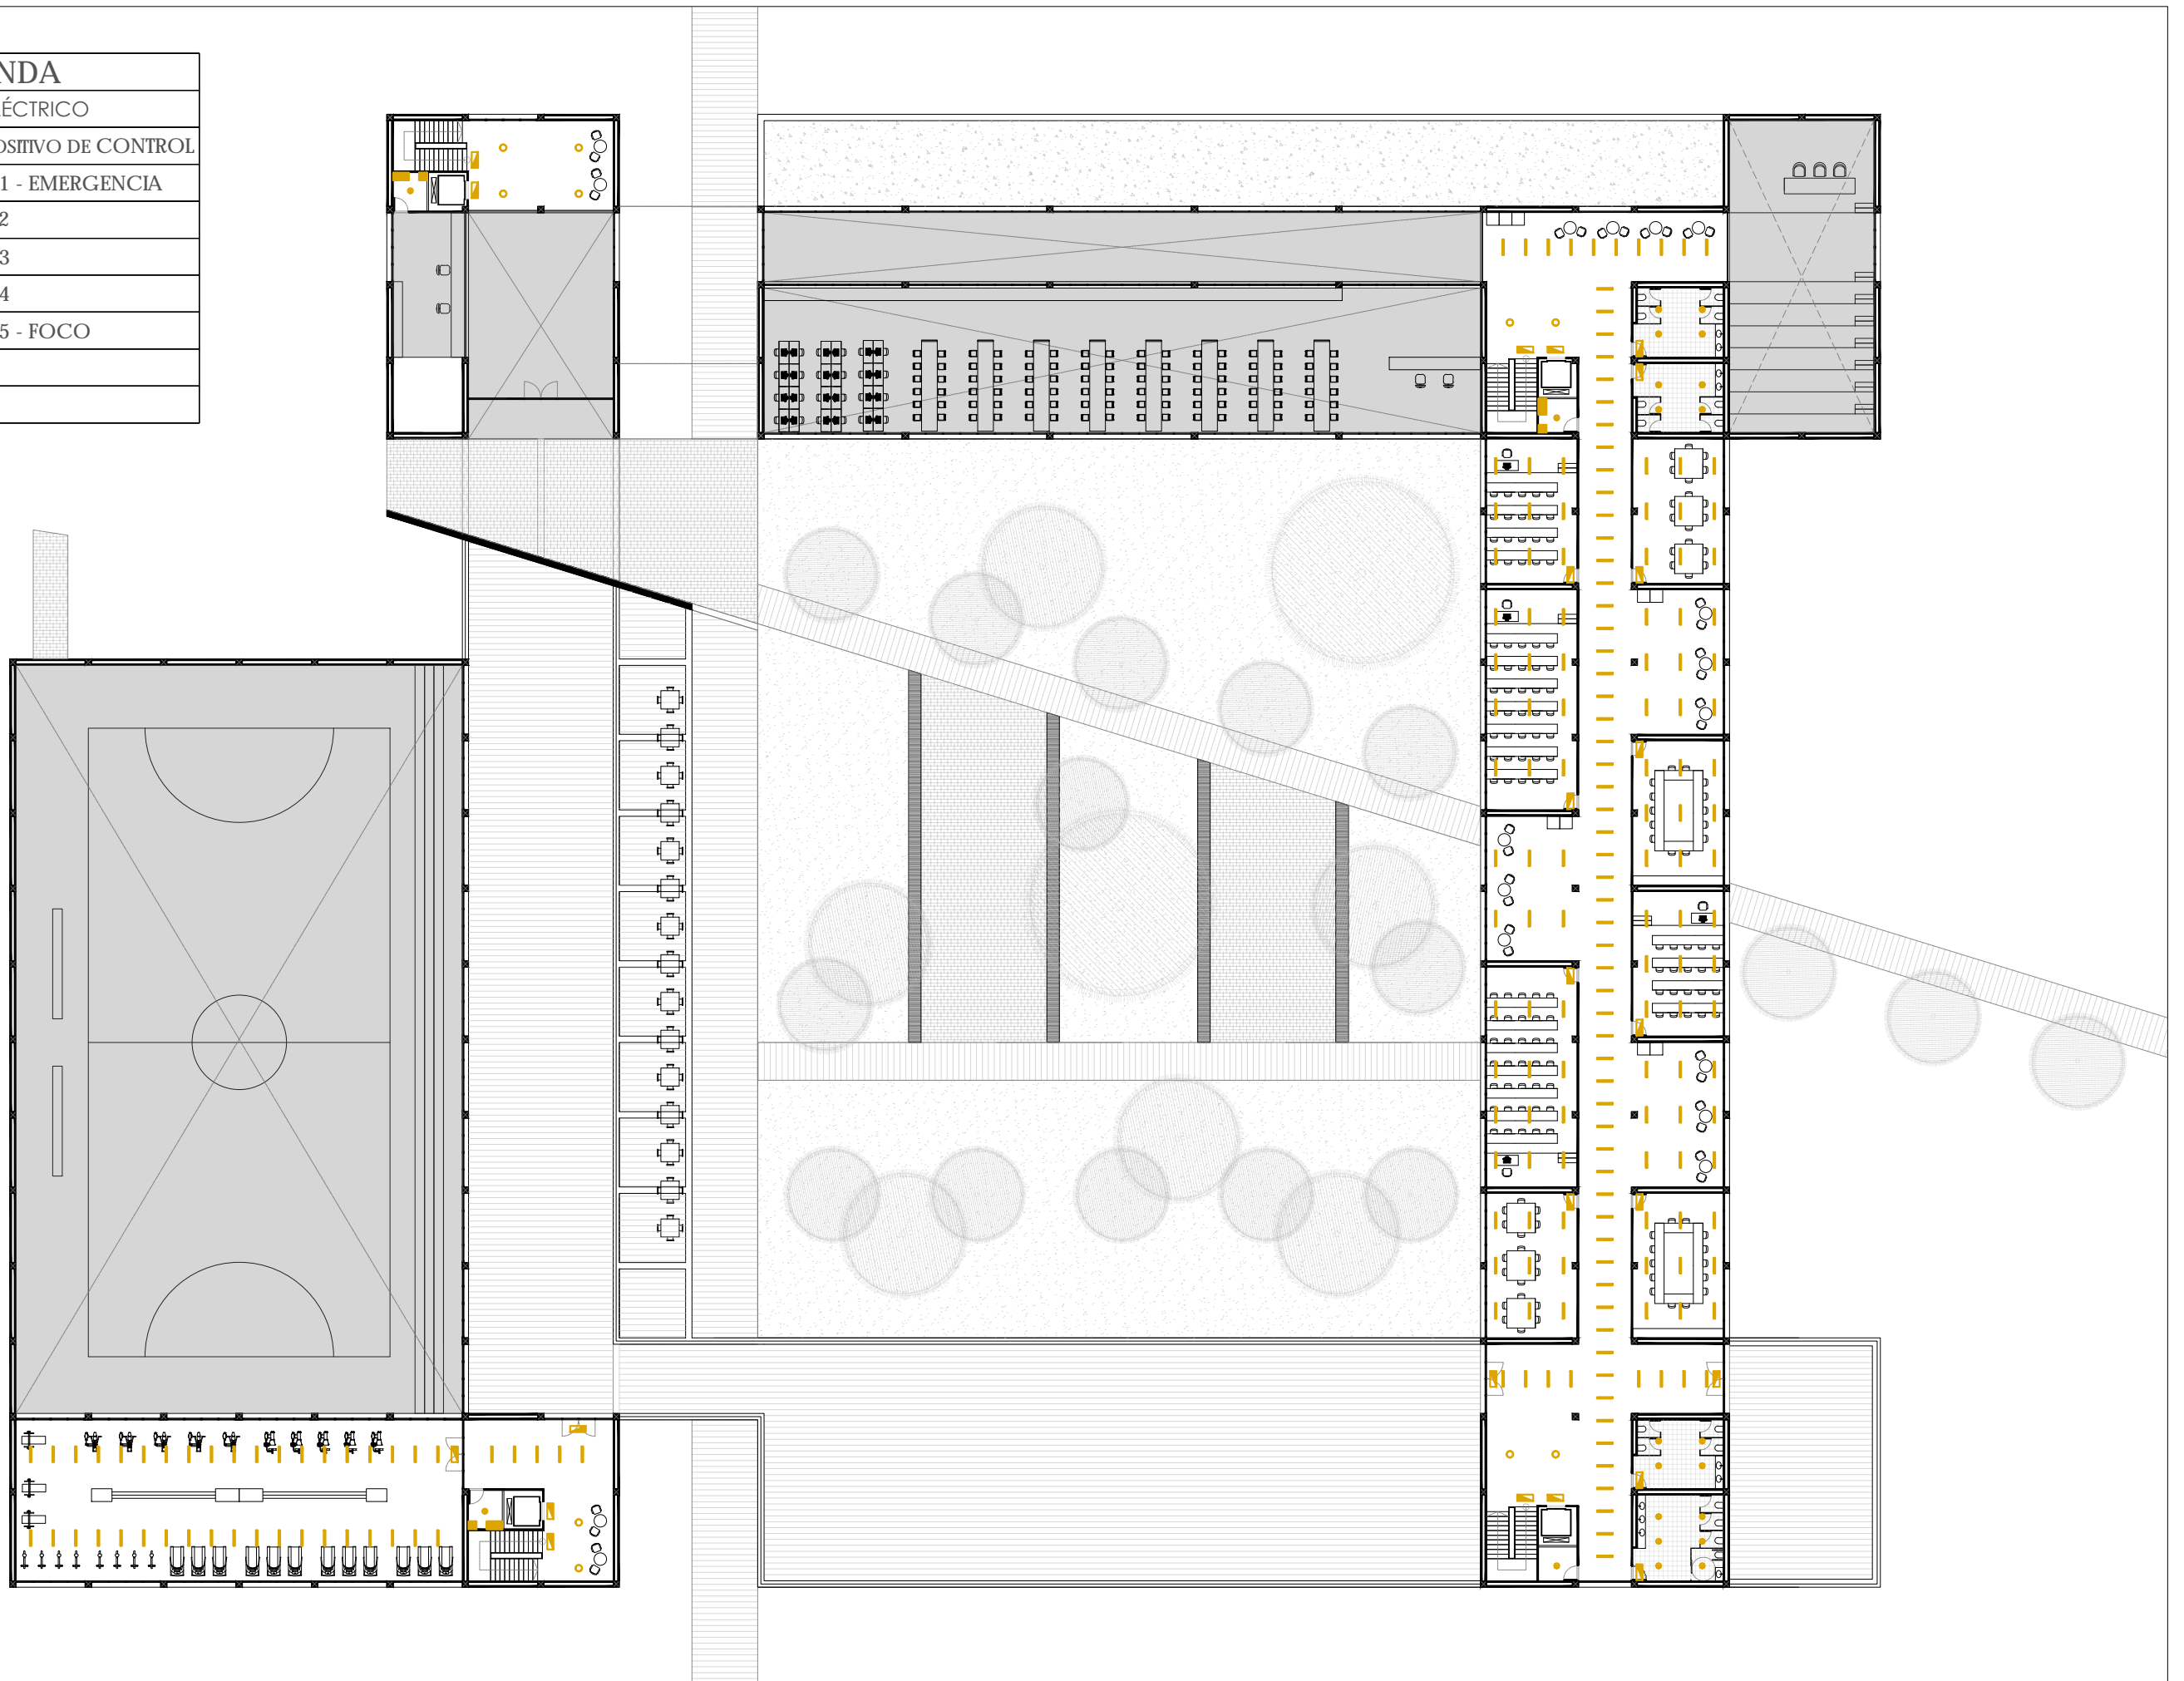 NDA
ÉCTRICO
OSITIVO DE CONTROL
1 - EMERGENCIA
2
3
4
5 - FOCO